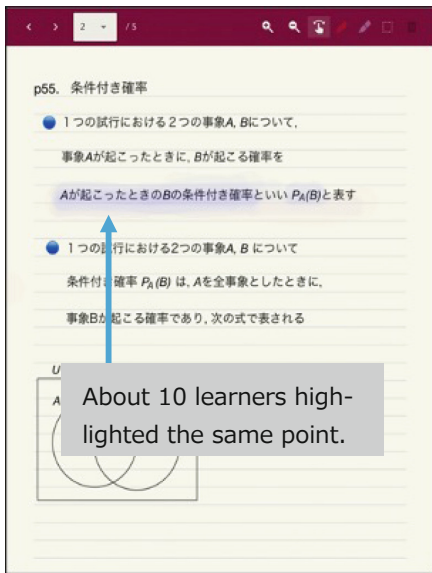 2 / 5
p55. 条件付き確率
1つの試行における2つの事象A, Bについて,
事象Aが起こったときに, Bが起こる確率を
Aが起こったときのBの条件付き確率といい PA(B)と表す
1つの試行における2つの事象A, B について
条件付き確率 PA(B) は, Aを全事象としたときに,
事象Bが起こる確率であり, 次の式で表される
U
A
About 10 learners high-
lighted the same point.